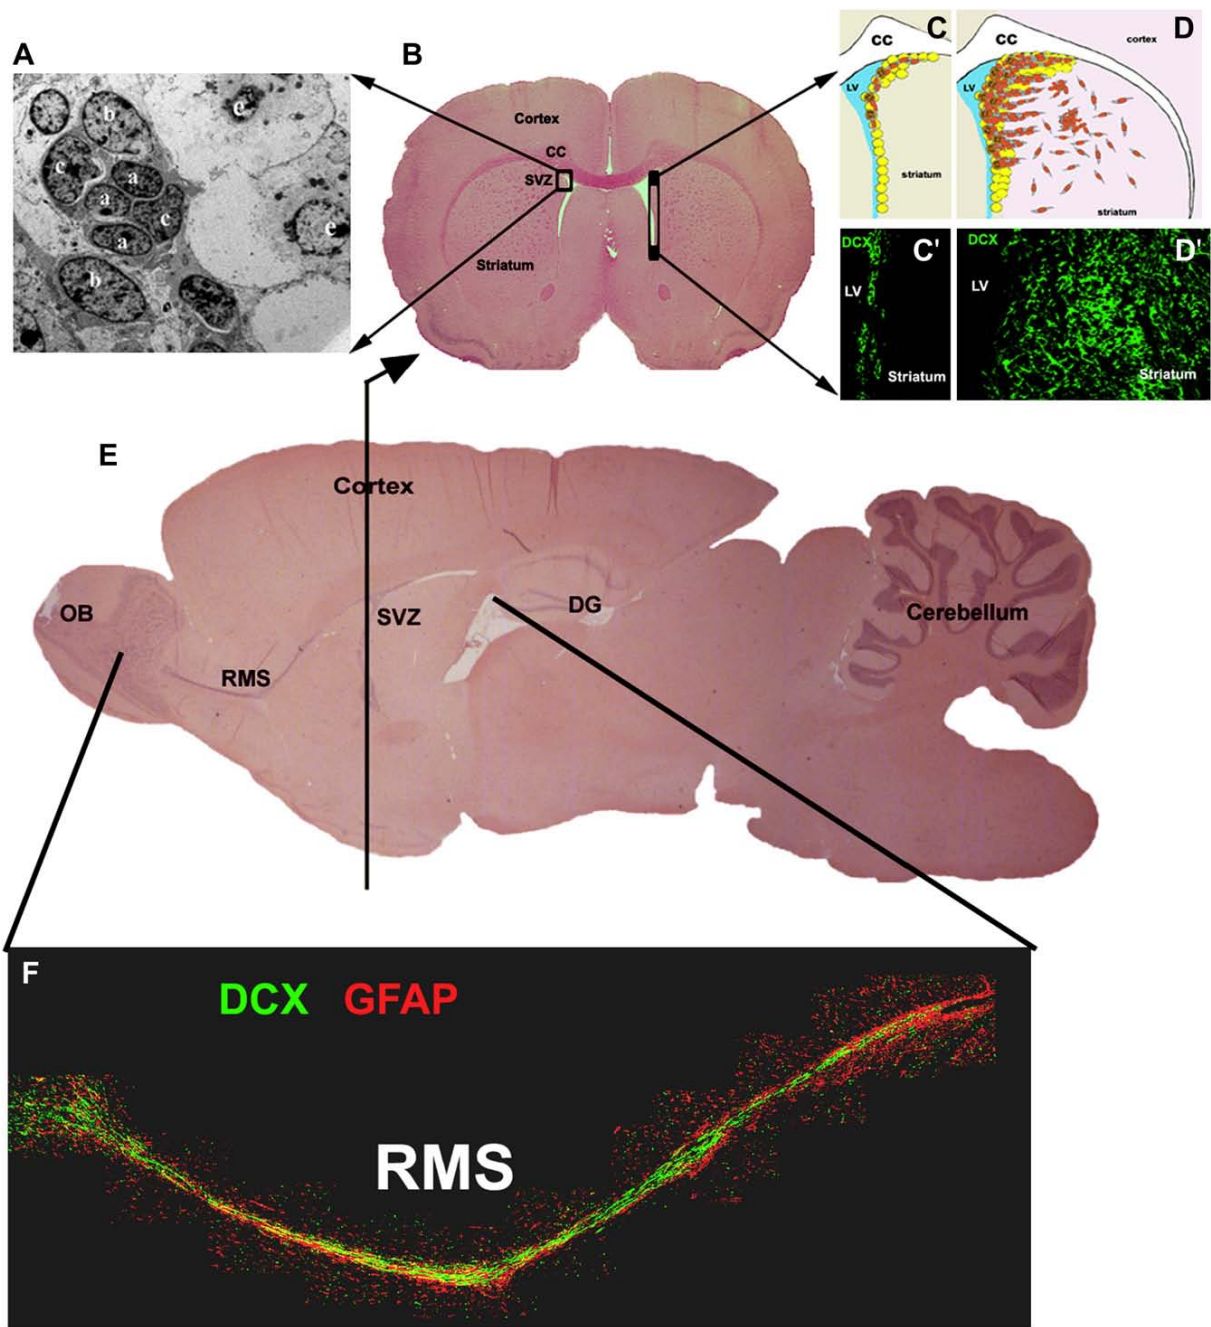 A
b
e
c
a
a
c
a
e
b
B
Cortex
CC
SVZ
Striatum
C
CC
LV
striatum
D
CC
cortex
LV
striatum
DCX
C'
LV
Striatum
DCX
D'
LV
Striatum
E
Cortex
OB
SVZ
DG
Cerebellum
RMS
F
DCX GFAP
RMS